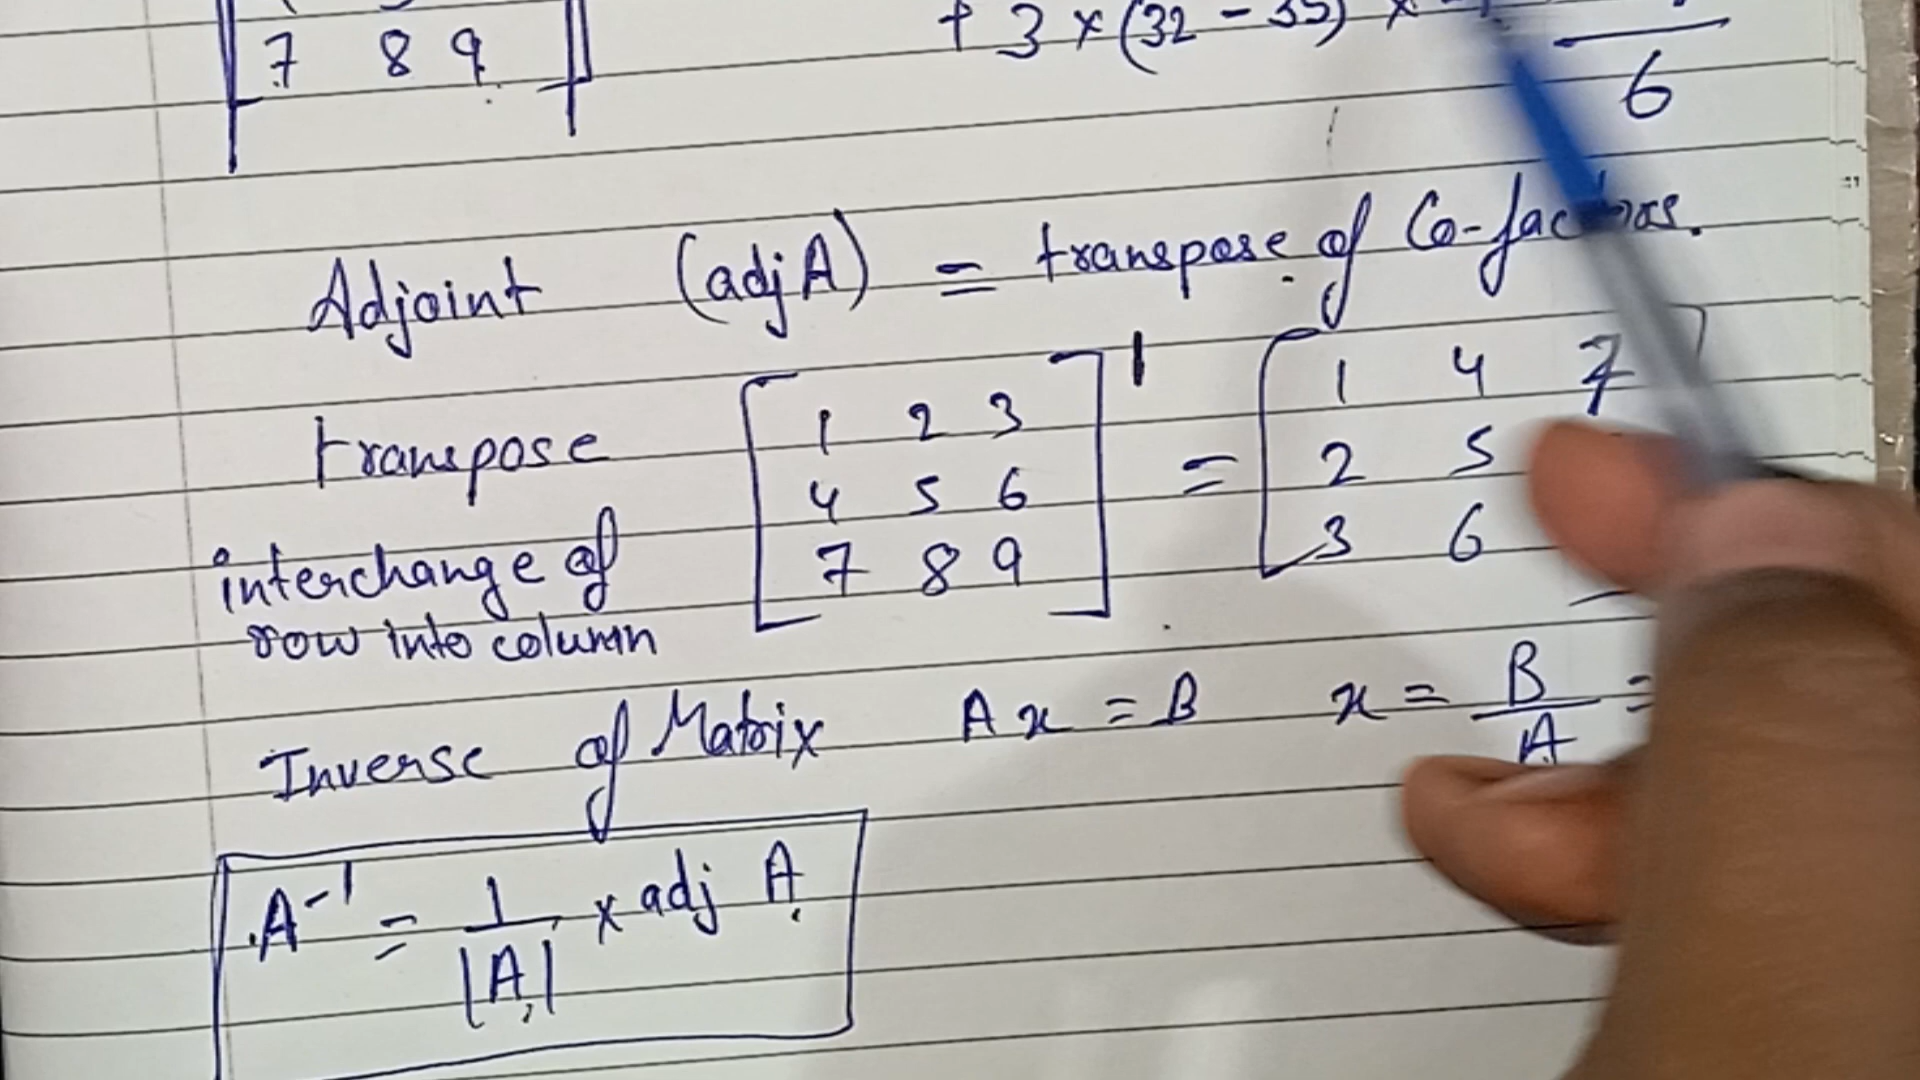 7 8 9
+ 3 × (32 - 35) ×
6
Adjoint (adj A) = transpose of Co-factors.
transpose
interchange of
row into column
[1 2 3
4 5 6
7 8 9]' = [1 4 7
2 5
3 6
Inverse of Matrix Ax = B x = B/A =
A⁻¹ = 1/|A| × adj A